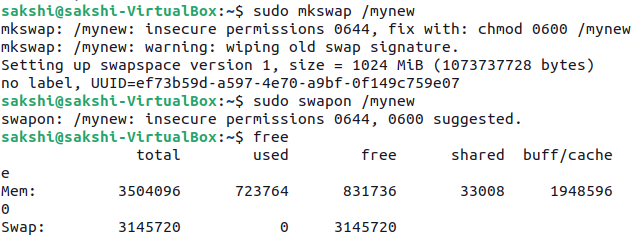 sakshi@sakshi-VirtualBox:~$ sudo mkswap /mynew
mkswap: /mynew: insecure permissions 0644, fix with: chmod 0600 /mynew
mkswap: /mynew: warning: wiping old swap signature.
Setting up swapspace version 1, size = 1024 MiB (1073737728 bytes)
no label, UUID=ef73b59d-a597-4e70-a9bf-0f149c759e07
sakshi@sakshi-VirtualBox:~$ sudo swapon /mynew
swapon: /mynew: insecure permissions 0644, 0600 suggested.
sakshi@sakshi-VirtualBox:~$ free
total used free shared buff/cache
e
Mem: 3504096 723764 831736 33008 1948596
0
Swap: 3145720 0 3145720